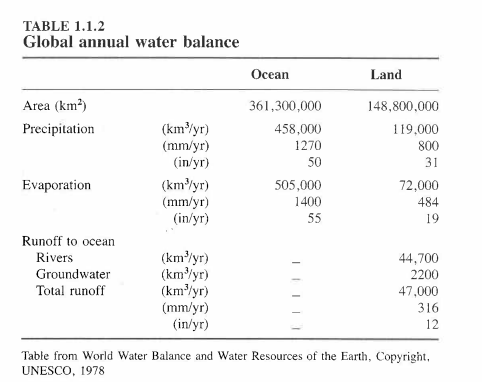 TABLE 1.1.2
Global annual water balance
Ocean Land
Area (km²) 361,300,000 148,800,000
Precipitation (km³/yr) 458,000 119,000
(mm/yr) 1270 800
(in/yr) 50 31
Evaporation (km³/yr) 505,000 72,000
(mm/yr) 1400 484
(in/yr) 55 19
Runoff to ocean
Rivers (km³/yr) – 44,700
Groundwater (km³/yr) – 2200
Total runoff (km³/yr) – 47,000
(mm/yr) – 316
(in/yr) – 12
Table from World Water Balance and Water Resources of the Earth, Copyright,
UNESCO, 1978